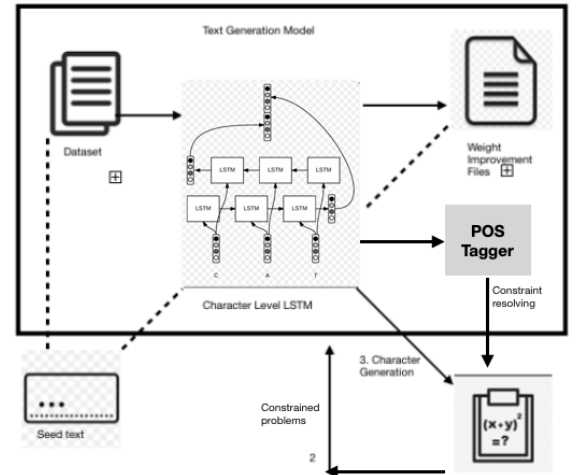 Text Generation Model
Dataset
Weight
Improvement
Files
LSTM
LSTM
LSTM
LSTM
LSTM
LSTM
C
A
T
Character Level LSTM
POS
Tagger
Constraint
resolving
Seed text
3. Character
Generation
Constrained
problems
2
(x+y)²
=?